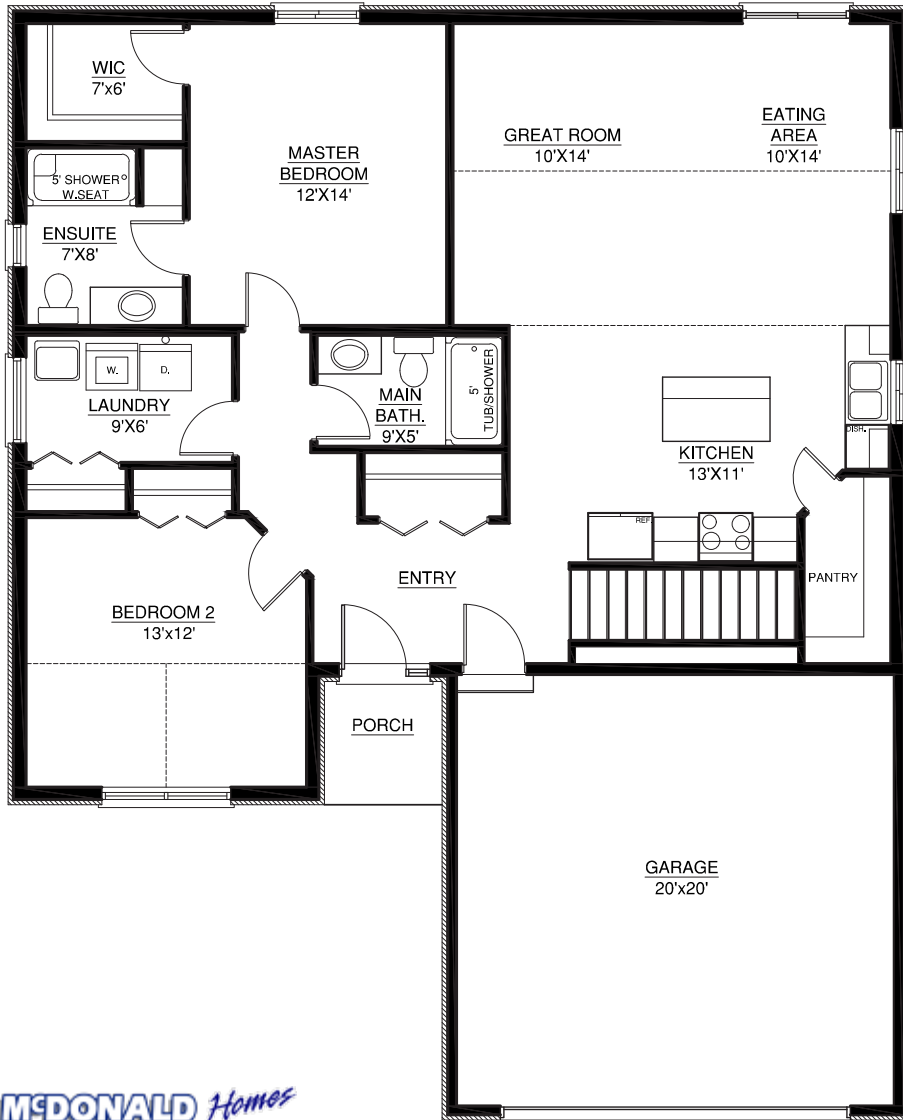 WIC
7'x6'
MASTER
BEDROOM
12'X14'
GREAT ROOM
10'X14'
EATING
AREA
10'X14'
5' SHOWER
W.SEAT
ENSUITE
7'X8'
W.
D.
LAUNDRY
9'X6'
MAIN
BATH.
9'X5'
5'
TUB/SHOWER
DISH.
KITCHEN
13'X11'
REF.
PANTRY
ENTRY
BEDROOM 2
13'x12'
PORCH
GARAGE
20'x20'
McDONALD Homes